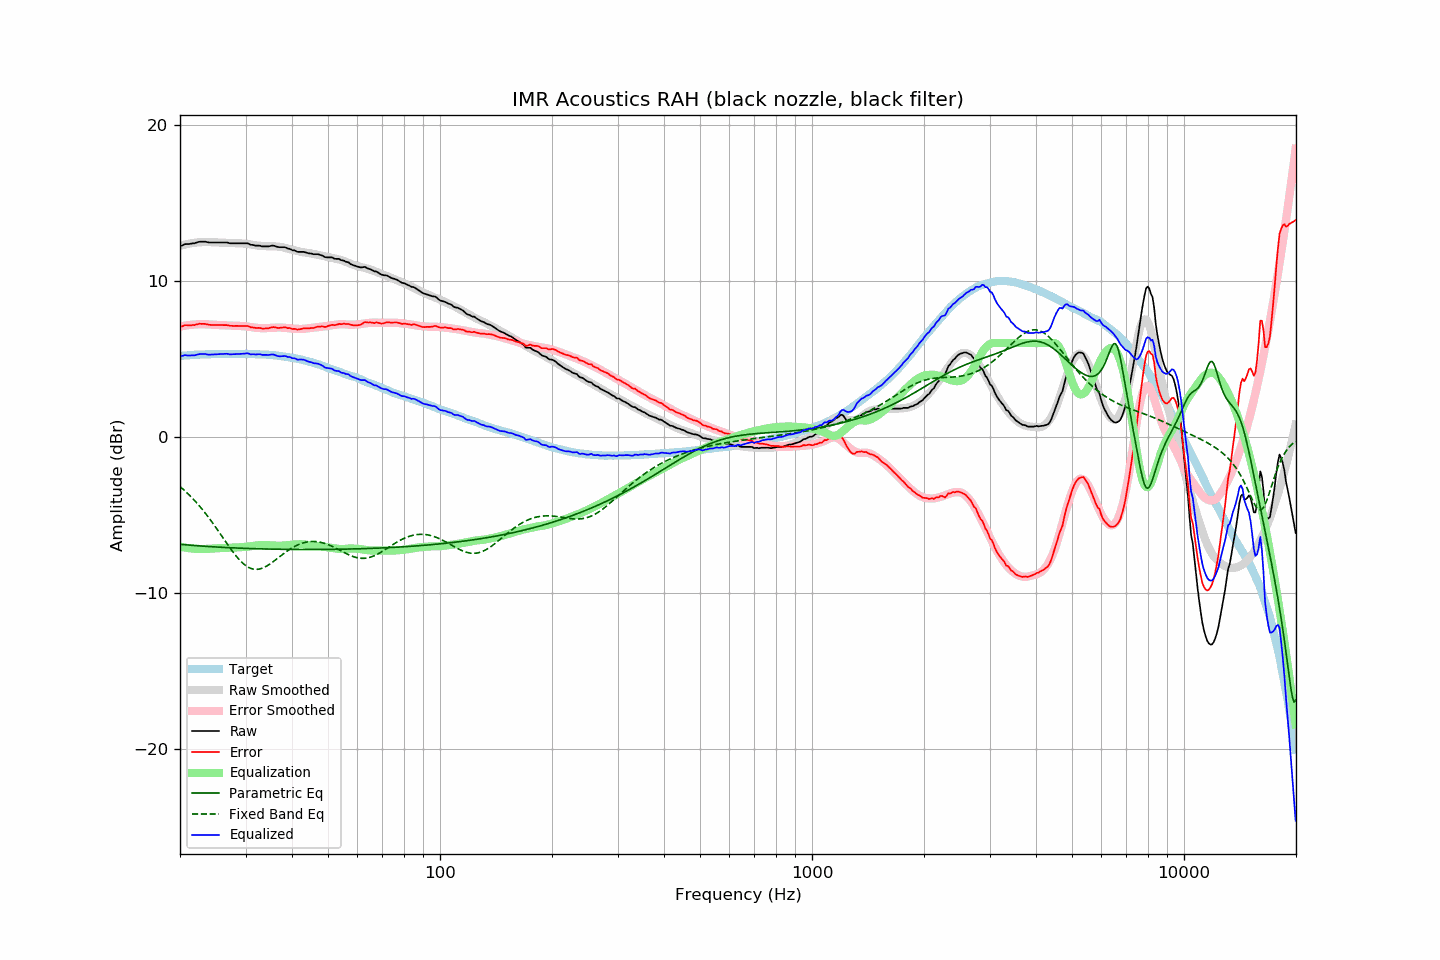 IMR Acoustics RAH (black nozzle, black filter)
20
10
0
−10
−20
Amplitude (dBr)
Target
Raw Smoothed
Error Smoothed
Raw
Error
Equalization
Parametric Eq
Fixed Band Eq
Equalized
100
1000
10000
Frequency (Hz)